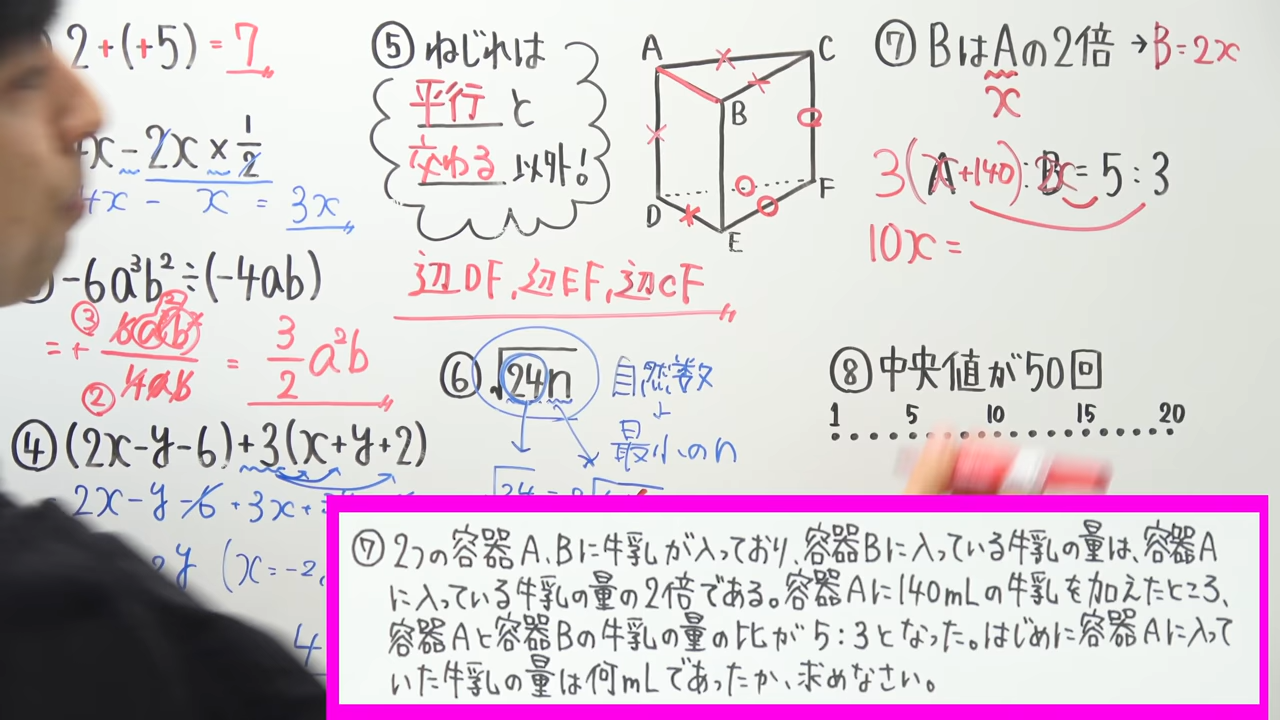 2+(+5) = 7
x-2x×1/2
+x - x = 3x
-6a³b²÷(-4ab)
③
=+
②
= 3/2 a²b
④(2x-y-6)+3(x+y+2)
2x-y-6+3x+
y (x=-2
4
⑤ねじれは
平行と
交わる以外!
A
C
B
D
E
F
辺DF,辺EF,辺CF
⑥√24n
自然数
最小のn
⑦BはAの2倍→B=2x
x
3(A+140):B=5:3
10x=
⑧中央値が50回
1 5 10 15 20
⑦2つの容器A、Bに牛乳が入っており、容器Bに入っている牛乳の量は、容器A
に入っている牛乳の量の2倍である。容器Aに140mLの牛乳を加えたところ、
容器Aと容器Bの牛乳の量の比が5:3となった。はじめに容器Aに入って
いた牛乳の量は何mLであったか、求めなさい。